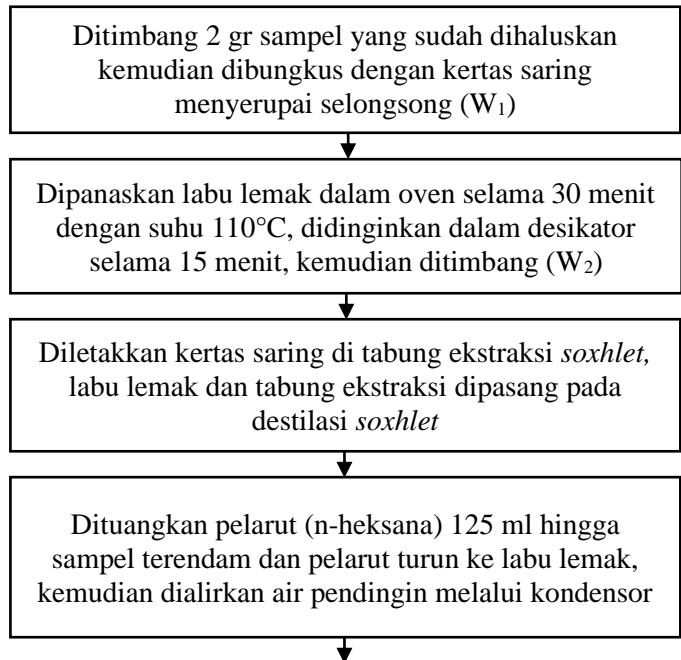 Ditimbang 2 gr sampel yang sudah dihaluskan
kemudian dibungkus dengan kertas saring
menyerupai selongsong (W₁)
Dipanaskan labu lemak dalam oven selama 30 menit
dengan suhu 110°C, didinginkan dalam desikator
selama 15 menit, kemudian ditimbang (W₂)
Diletakkan kertas saring di tabung ekstraksi soxhlet,
labu lemak dan tabung ekstraksi dipasang pada
destilasi soxhlet
Dituangkan pelarut (n-heksana) 125 ml hingga
sampel terendam dan pelarut turun ke labu lemak,
kemudian dialirkan air pendingin melalui kondensor